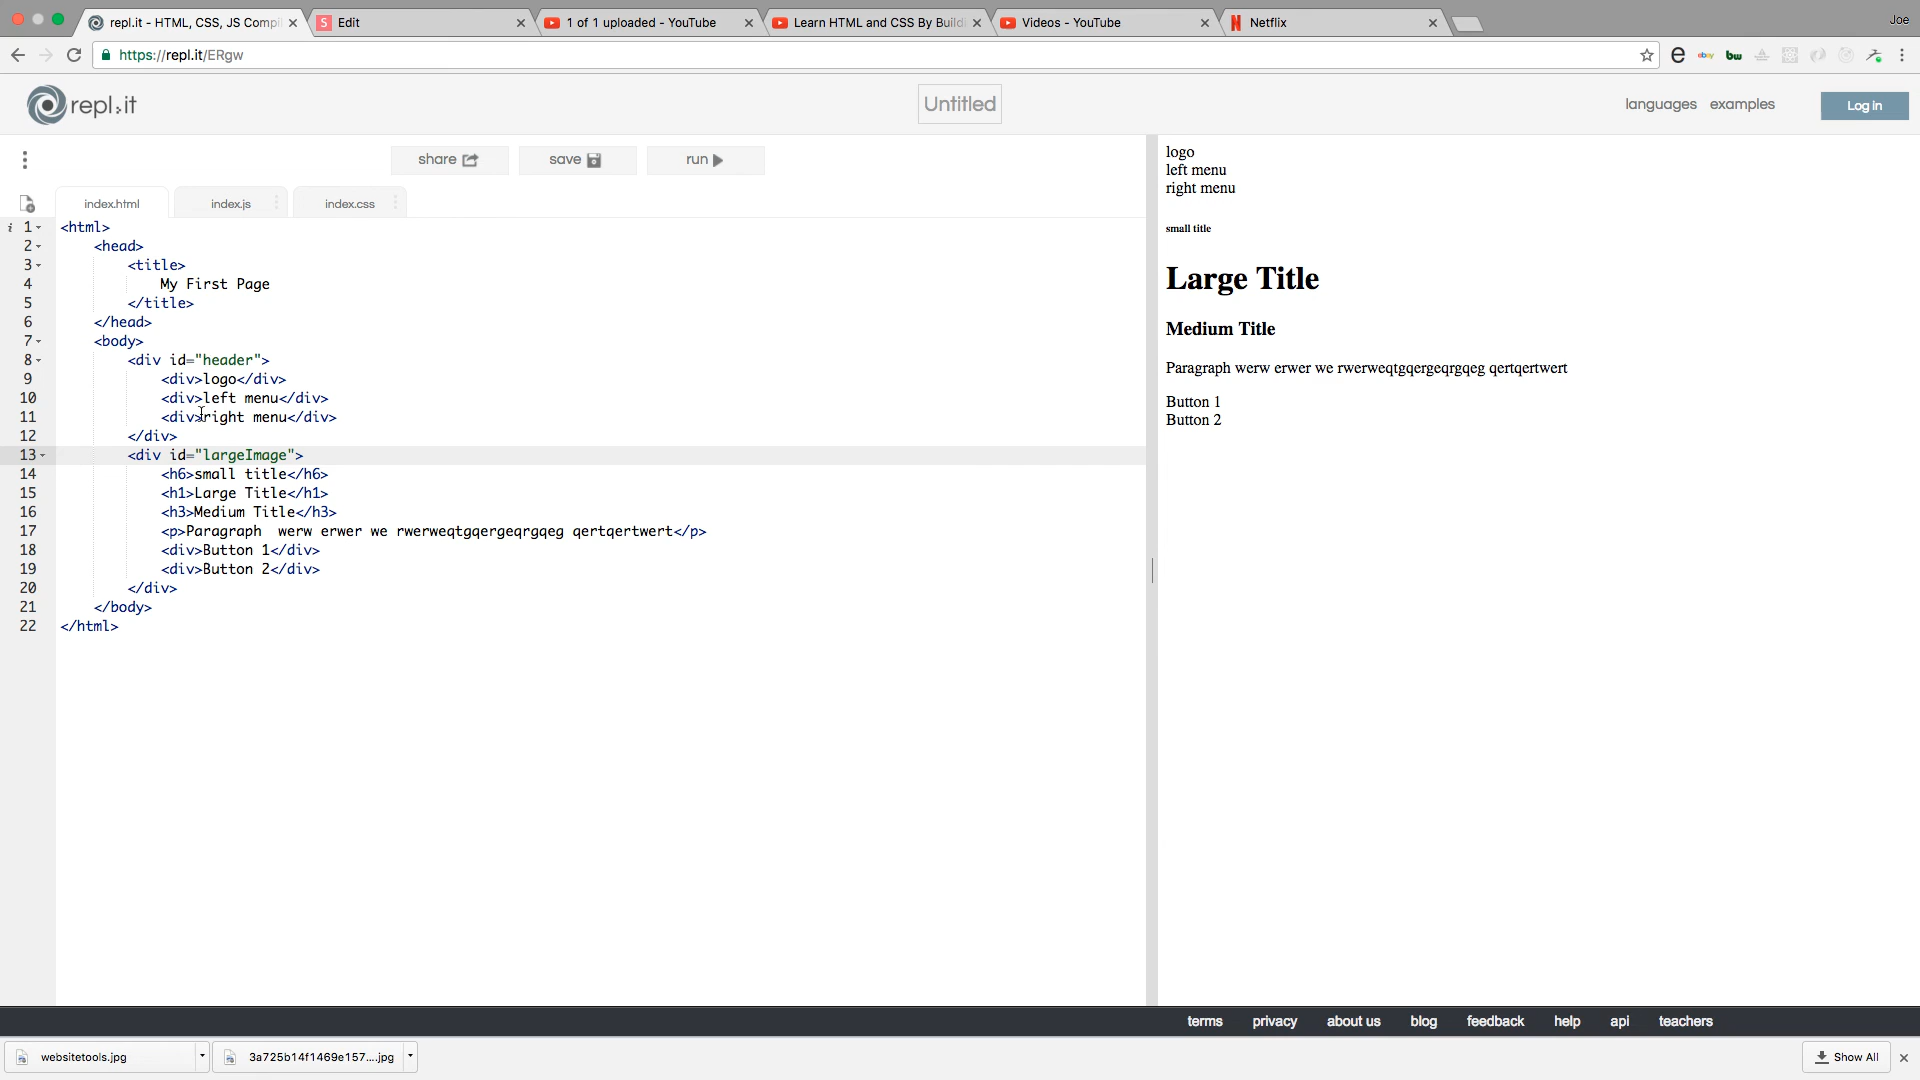 repl.it - HTML, CSS, JS Compi
Edit
1 of 1 uploaded - YouTube
Learn HTML and CSS By Buildi
Videos - YouTube
Netflix
Joe
https://repl.it/ERgw
e
ebay
bw
repl.it
Untitled
languages
examples
Log in
share
save
run
index.html
index.js
index.css
i 1 <html>
2 <head>
3 <title>
4 My First Page
5 </title>
6 </head>
7 <body>
8 <div id="header">
9 <div>logo</div>
10 <div>left menu</div>
11 <div>right menu</div>
12 </div>
13 <div id="largeImage">
14 <h6>small title</h6>
15 <h1>Large Title</h1>
16 <h3>Medium Title</h3>
17 <p>Paragraph  werw erwer we rwerweqtgqergeqrgqeg qertqertwert</p>
18 <div>Button 1</div>
19 <div>Button 2</div>
20 </div>
21 </body>
22 </html>
logo
left menu
right menu
small title
Large Title
Medium Title
Paragraph werw erwer we rwerweqtgqergeqrgqeg qertqertwert
Button 1
Button 2
terms
privacy
about us
blog
feedback
help
api
teachers
websitetools.jpg
3a725b14f1469e157....jpg
Show All